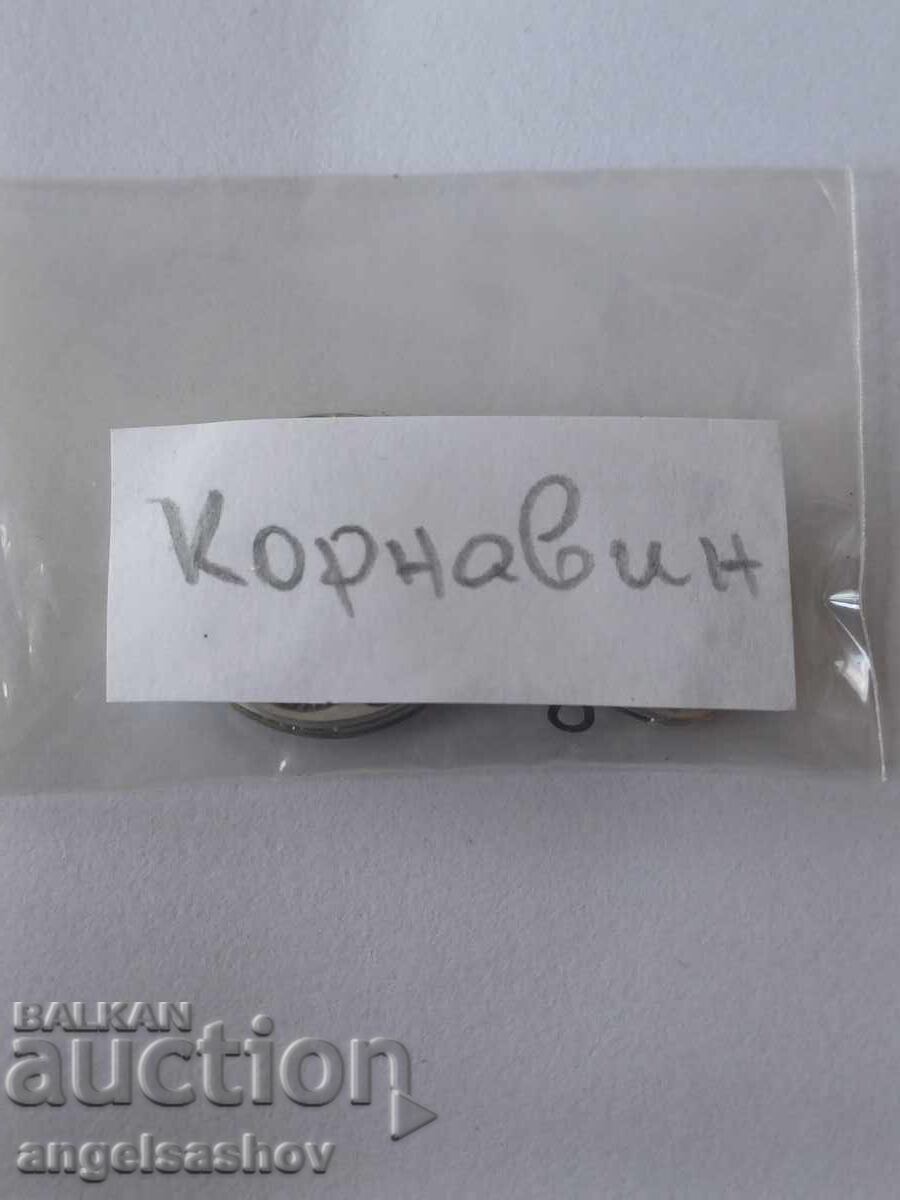 Корнавин
BALKAN
auction
angelsashov